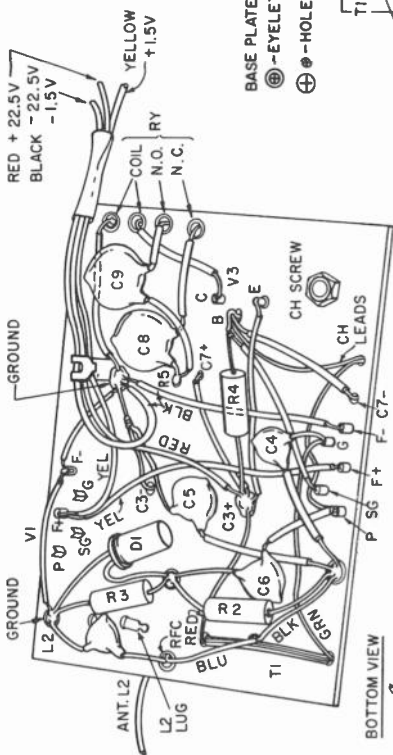 RED + 22.5V
BLACK - 22.5V
- 1.5V
YELLOW
+ 1.5V
GROUND
COIL
N.O.
N.C.
RY
C9
C8
C
V3
B
E
CH SCREW
CH
LEADS
R5
C7+
BLK
RED
R4
C4
G
C7-
F-
F+
SG
P
F-
G
YEL
F+
YEL
SG
P
V1
C3-
C5
C3+
D1
C6
GROUND
L2
R3
R2
RFC
RED
BLK
GRN
BLU
T1
ANT. L2
L2
LUG
BOTTOM VIEW
BASE PLATE
-EYELET
-HOLE
T1